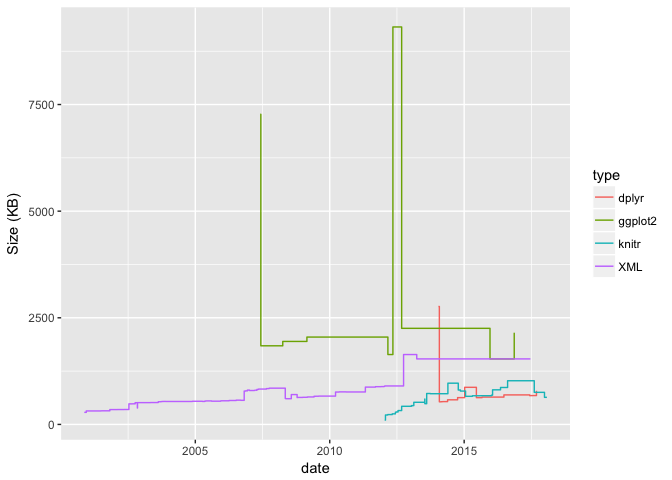 Size (KB)
7500
5000
2500
0
2005
2010
2015
date
type
dplyr
ggplot2
knitr
XML